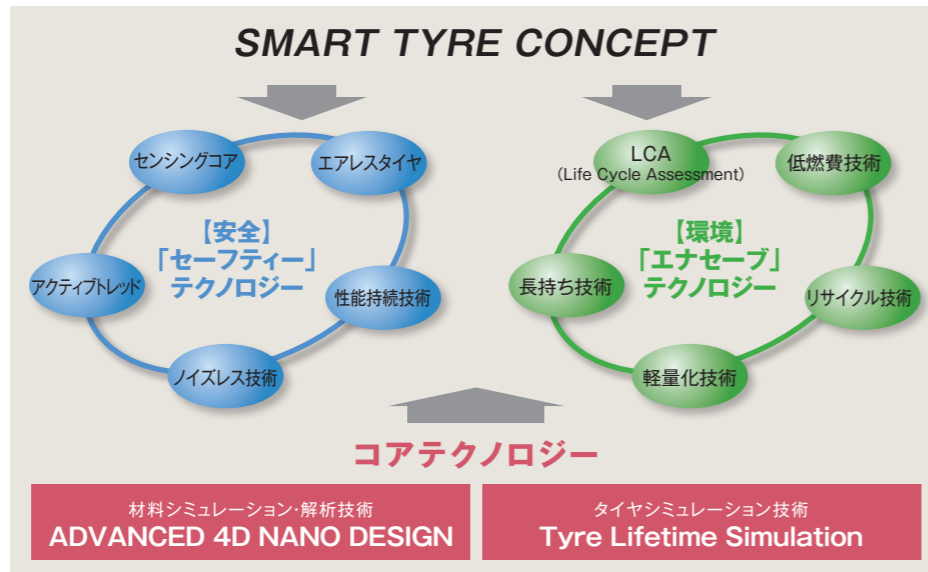 SMART TYRE CONCEPT
センシングコア
エアレスタイヤ
【安全】
「セーフティー」
テクノロジー
アクティブトレッド
性能持続技術
ノイズレス技術
LCA
(Life Cycle Assessment)
低燃費技術
【環境】
「エナセーブ」
テクノロジー
長持ち技術
リサイクル技術
軽量化技術
コアテクノロジー
材料シミュレーション・解析技術
ADVANCED 4D NANO DESIGN
タイヤシミュレーション技術
Tyre Lifetime Simulation